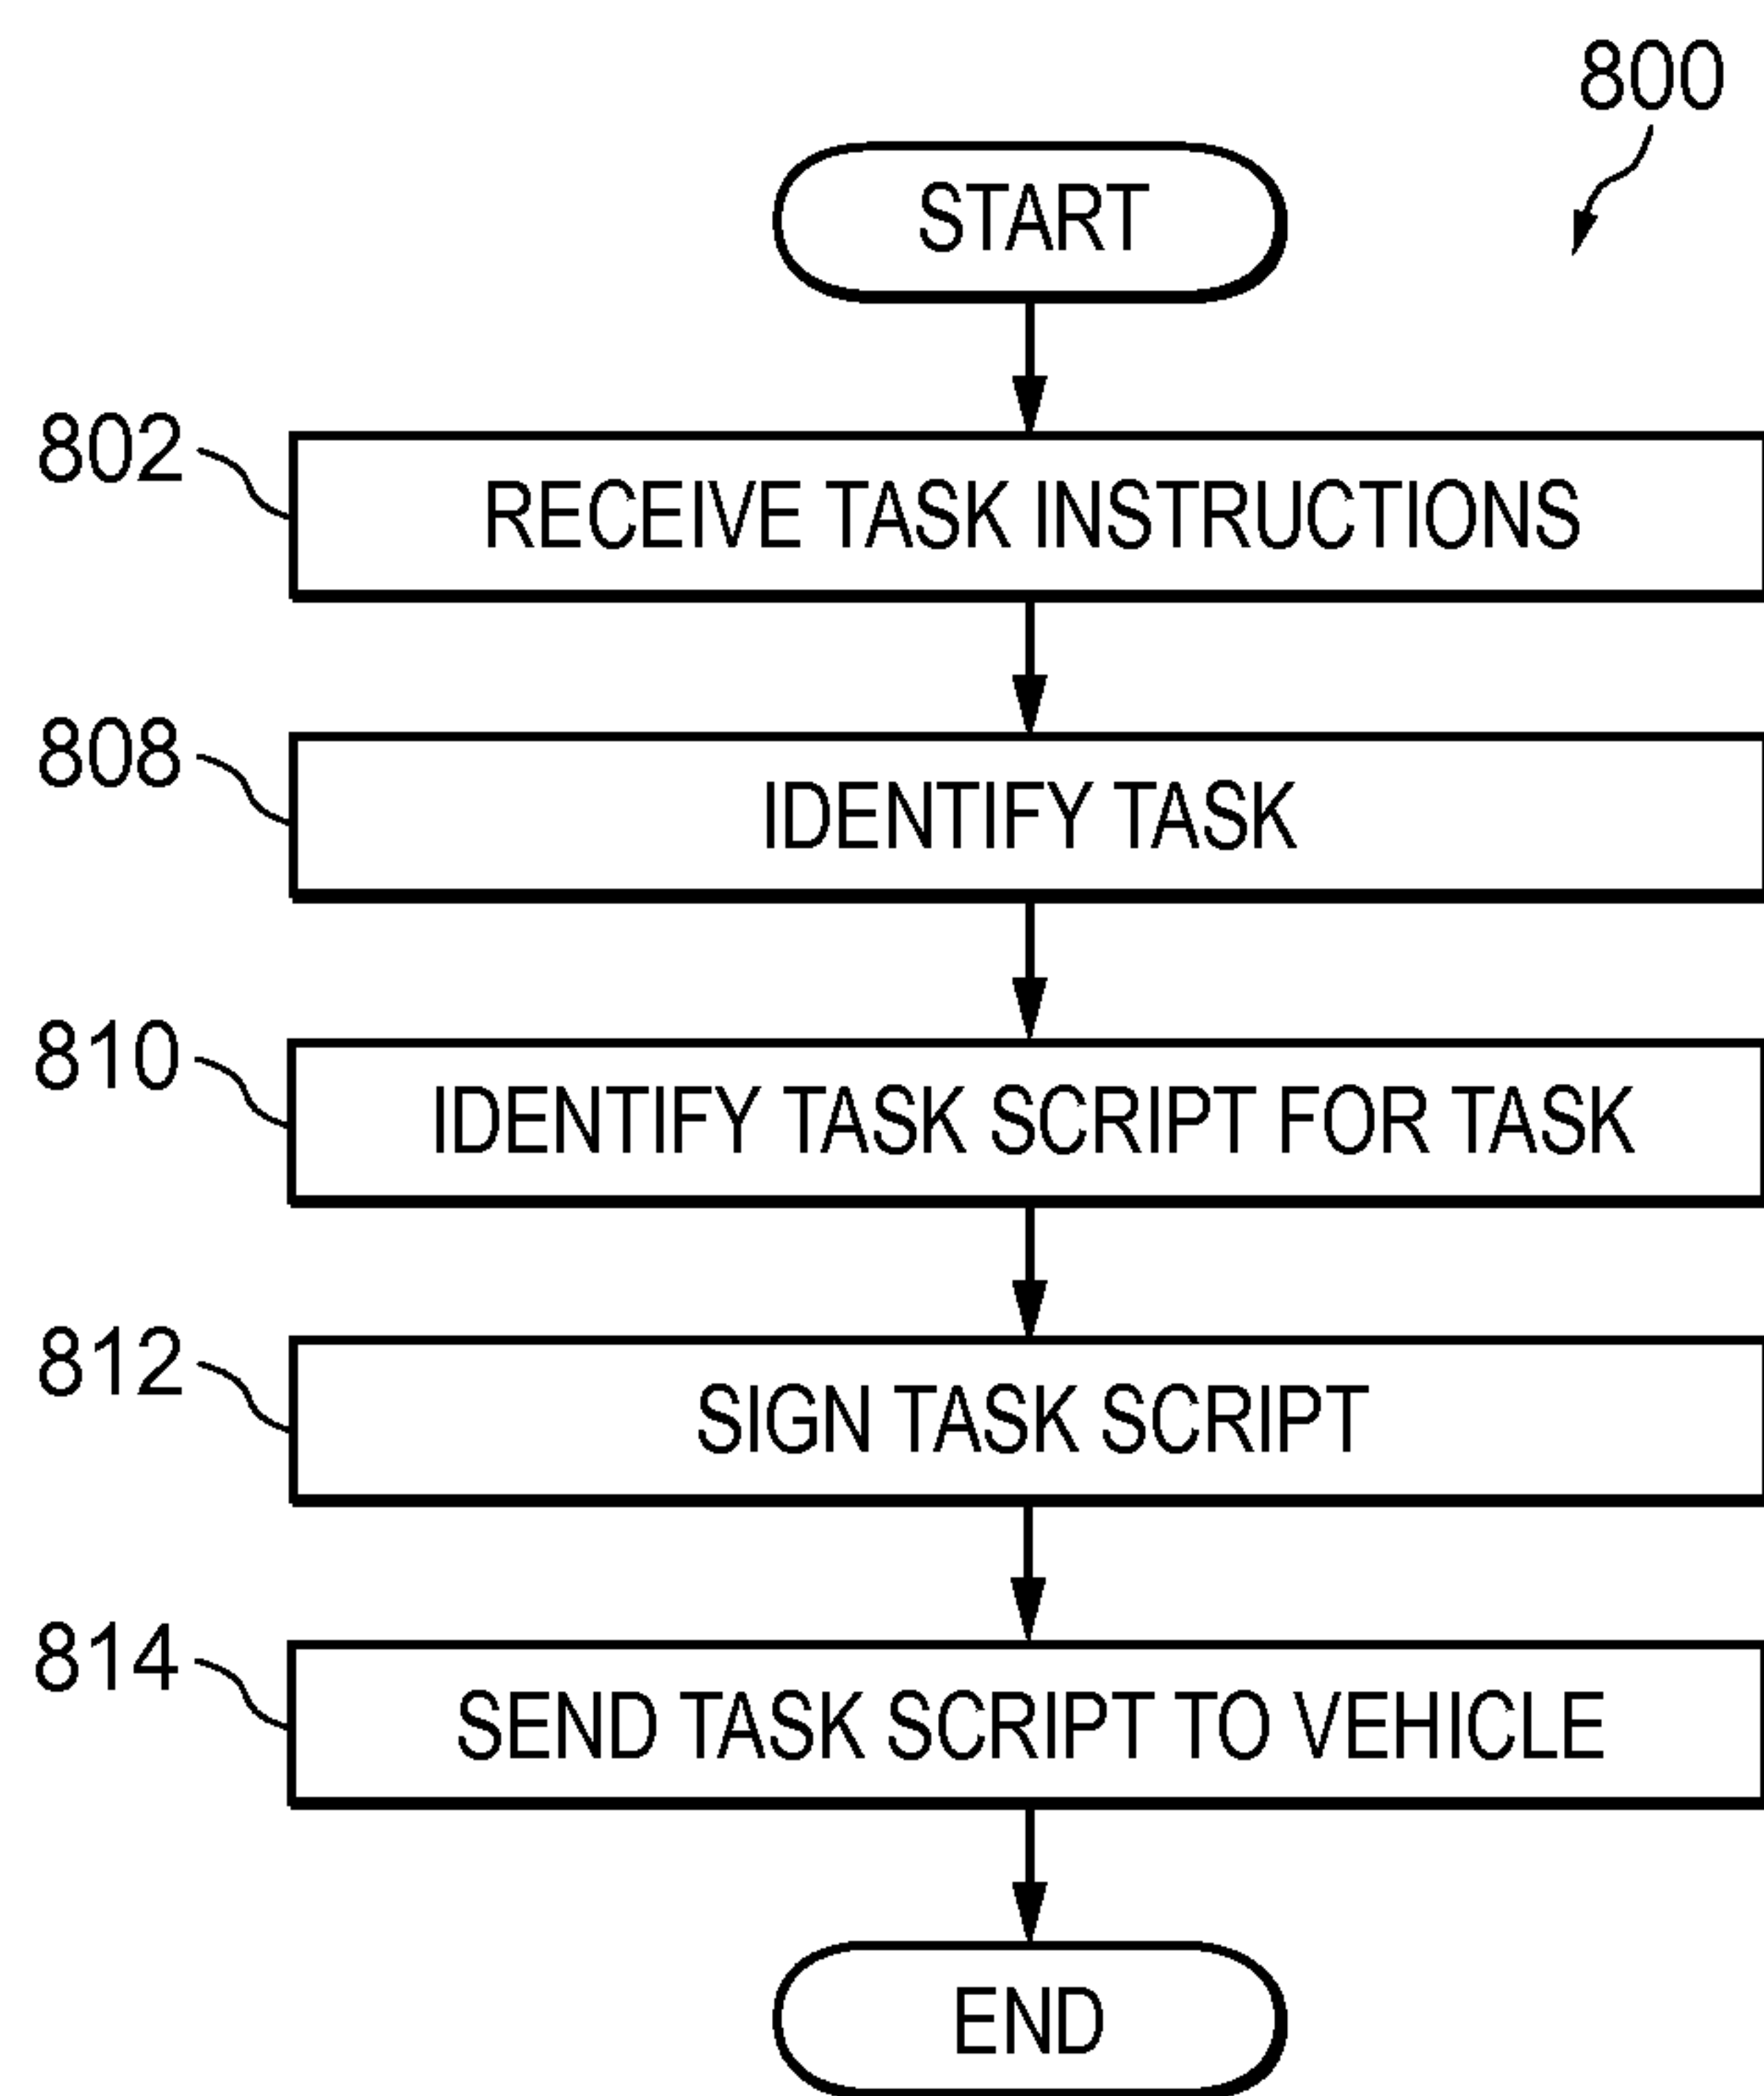 800
START
802
RECEIVE TASK INSTRUCTIONS
808
IDENTIFY TASK
810
IDENTIFY TASK SCRIPT FOR TASK
812
SIGN TASK SCRIPT
814
SEND TASK SCRIPT TO VEHICLE
END